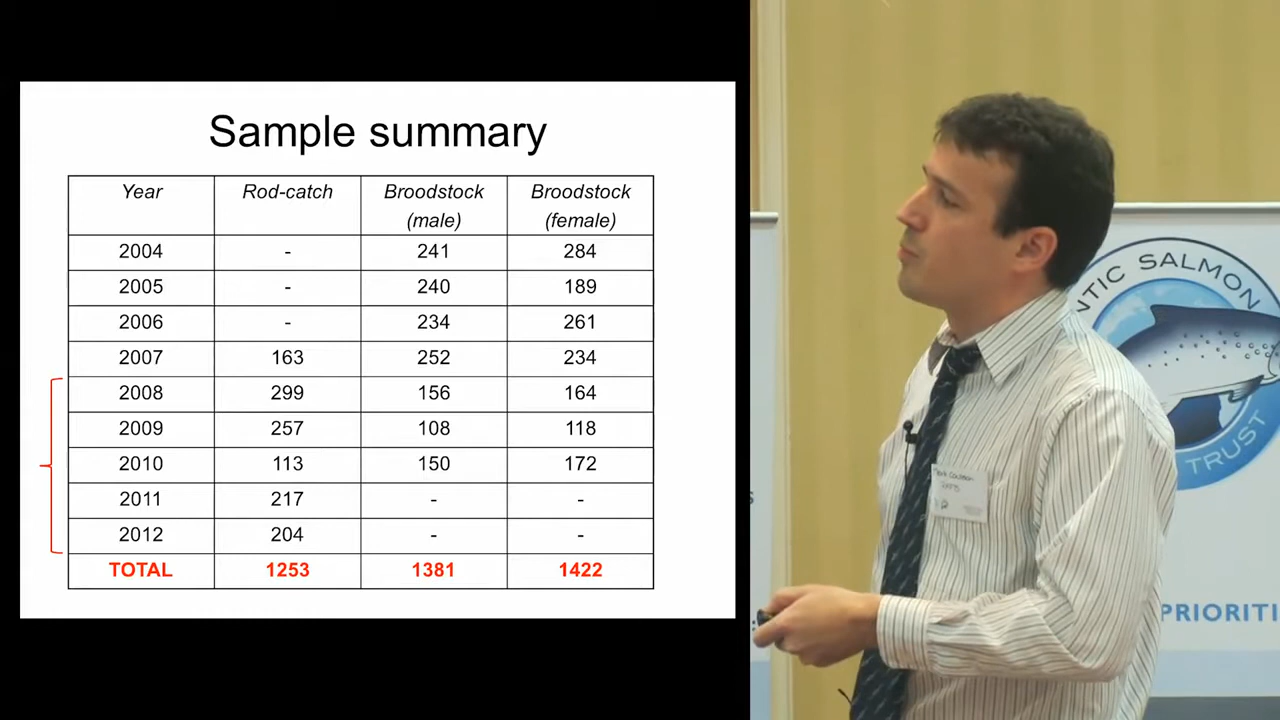 Sample summary
Year Rod-catch Broodstock (male) Broodstock (female)
2004 - 241 284
2005 - 240 189
2006 - 234 261
2007 163 252 234
2008 299 156 164
2009 257 108 118
2010 113 150 172
2011 217 - -
2012 204 - -
TOTAL 1253 1381 1422
NTIC SALMON
TRUST
PRIORITI